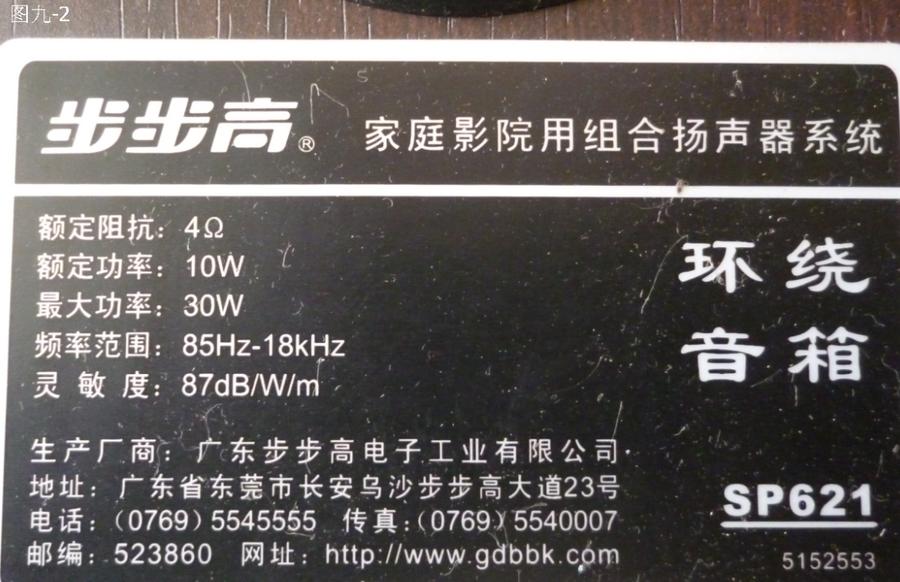 图九-2
步步高® 家庭影院用组合扬声器系统
额定阻抗：4Ω
额定功率：10W
最大功率：30W
频率范围：85Hz-18kHz
灵 敏 度：87dB/W/m
环绕
音箱
生产厂商：广东步步高电子工业有限公司
地址：广东省东莞市长安乌沙步步高大道23号
电话：(0769) 5545555 传真：(0769) 5540007
邮编：523860 网址：http://www.gdbbk.com
SP621
5152553